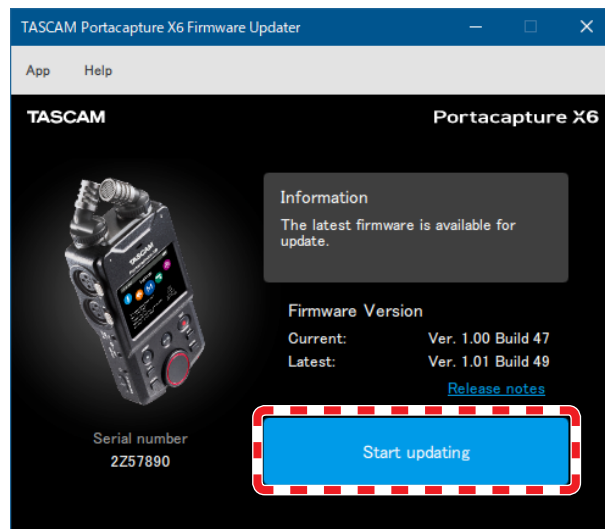 TASCAM Portacapture X6 Firmware Updater
App Help
TASCAM
Portacapture X6
Information
The latest firmware is available for
update.
Firmware Version
Current: Ver. 1.00 Build 47
Latest: Ver. 1.01 Build 49
Release notes
Serial number
2Z57890
Start updating